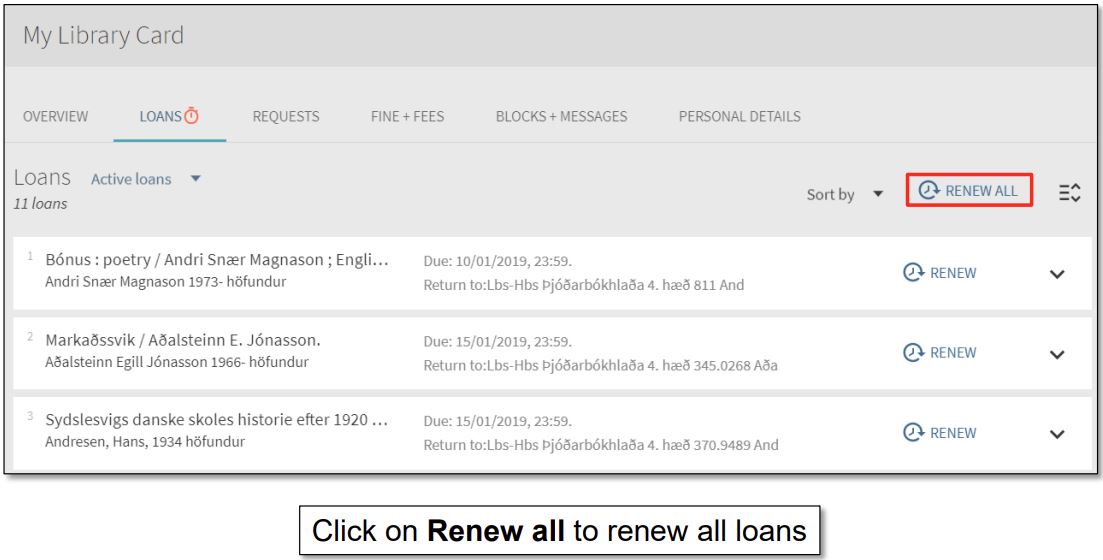 My Library Card
OVERVIEW LOANS REQUESTS FINE + FEES BLOCKS + MESSAGES PERSONAL DETAILS
Loans Active loans
11 loans
Sort by RENEW ALL
1 Bónus : poetry / Andri Snær Magnason ; Engli... Due: 10/01/2019, 23:59. RENEW
Andri Snær Magnason 1973- höfundur Return to:Lbs-Hbs Þjóðarbókhlaða 4. hæð 811 And
2 Markaðssvik / Aðalsteinn E. Jónasson. Due: 15/01/2019, 23:59. RENEW
Aðalsteinn Egill Jónasson 1966- höfundur Return to:Lbs-Hbs Þjóðarbókhlaða 4. hæð 345.0268 Aða
3 Sydslesvigs danske skoles historie efter 1920 ... Due: 15/01/2019, 23:59. RENEW
Andresen, Hans, 1934 höfundur Return to:Lbs-Hbs Þjóðarbókhlaða 4. hæð 370.9489 And
Click on Renew all to renew all loans